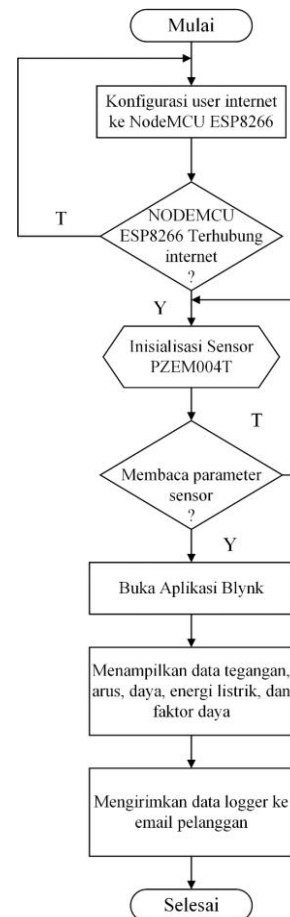 Mulai
Konfigurasi user internet
ke NodeMCU ESP8266
T
NODEMCU
ESP8266 Terhubung
internet
?
Y
Inisialisasi Sensor
PZEM004T
T
Membaca parameter
sensor
?
Y
Buka Aplikasi Blynk
Menampilkan data tegangan,
arus, daya, energi listrik, dan
faktor daya
Mengirimkan data logger ke
email pelanggan
Selesai